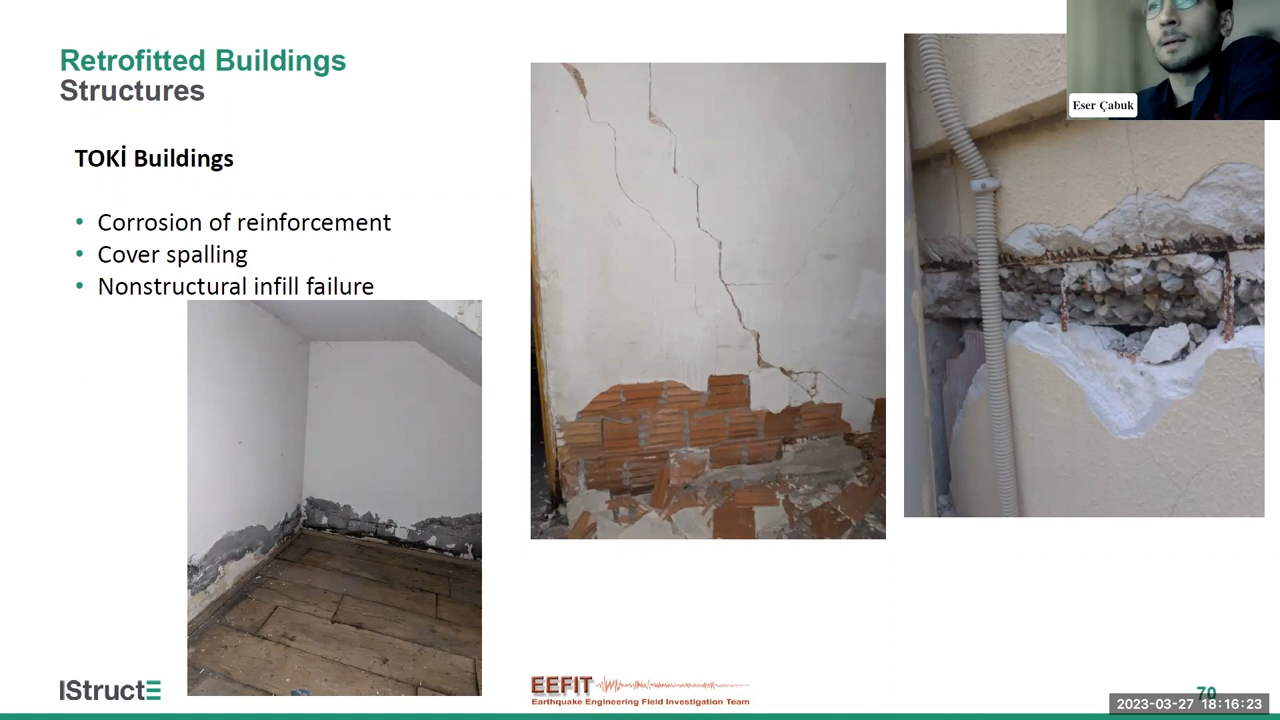 Retrofitted Buildings
Structures
TOKİ Buildings
• Corrosion of reinforcement
• Cover spalling
• Nonstructural infill failure
Eser Çabuk
IStructE
EEFIT
Earthquake Engineering Field Investigation Team
70
2023-03-27 18:16:23